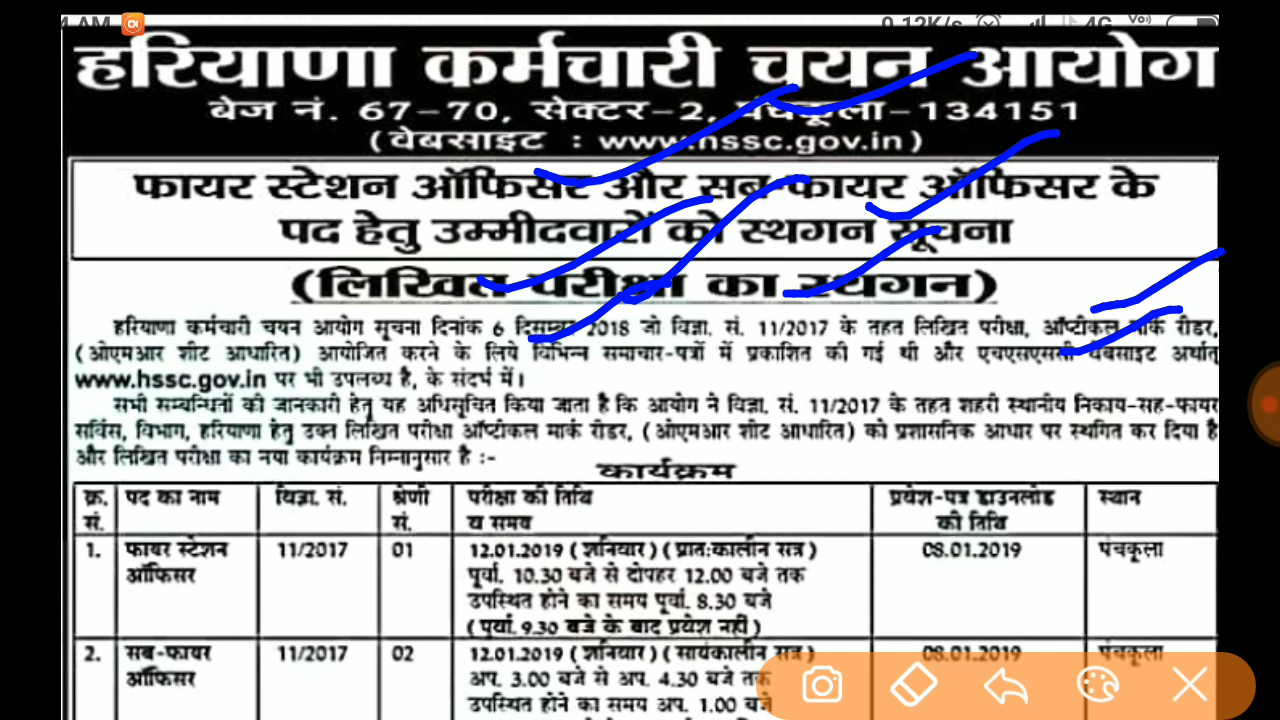 4 AM 0.12K/s 4G
हरियाणा कर्मचारी चयन आयोग
बेज नं. 67-70, सेक्टर-2, पंचकूला-134151
(वेबसाइट : www.hssc.gov.in)
फायर स्टेशन ऑफिसर और सब-फायर ऑफिसर के
पद हेतु उम्मीदवारों को स्थगन सूचना
(लिखित परीक्षा का स्थगन)
हरियाणा कर्मचारी चयन आयोग सूचना दिनांक 6 दिसम्बर 2018 जो विज्ञा. सं. 11/2017 के तहत लिखित परीक्षा, ऑप्टीकल मार्क रीडर,
(ओएमआर शीट आधारित) आयोजित करने के लिये विभिन्न समाचार-पत्रों में प्रकाशित की गई थी और एचएसएससी वेबसाइट अर्थात्
www.hssc.gov.in पर भी उपलब्ध है, के संदर्भ में।
सभी सम्बन्धितों की जानकारी हेतु यह अधिसूचित किया जाता है कि आयोग ने विज्ञा. सं. 11/2017 के तहत शहरी स्थानीय निकाय-सह-फायर
सर्विस, विभाग, हरियाणा हेतु उक्त लिखित परीक्षा ऑप्टीकल मार्क रीडर, (ओएमआर शीट आधारित) को प्रशासनिक आधार पर स्थगित कर दिया है
और लिखित परीक्षा का नया कार्यक्रम निम्नानुसार है :-
कार्यक्रम
क्र. सं. पद का नाम विज्ञा. सं. श्रेणी सं. परीक्षा की तिथि व समय प्रवेश-पत्र डाउनलोड की तिथि स्थान
1. फायर स्टेशन 11/2017 01 12.01.2019 (शनिवार) (प्रात:कालीन सत्र) 08.01.2019 पंचकूला
ऑफिसर पूर्वा. 10.30 बजे से दोपहर 12.00 बजे तक
उपस्थित होने का समय पूर्वा. 8.30 बजे
(पूर्वा. 9.30 बजे के बाद प्रवेश नहीं)
2. सब-फायर 11/2017 02 12.01.2019 (शनिवार) (सायंकालीन सत्र) 08.01.2019 पंचकूला
ऑफिसर अप. 3.00 बजे से अप. 4.30 बजे तक
उपस्थित होने का समय अप. 1.00 बजे